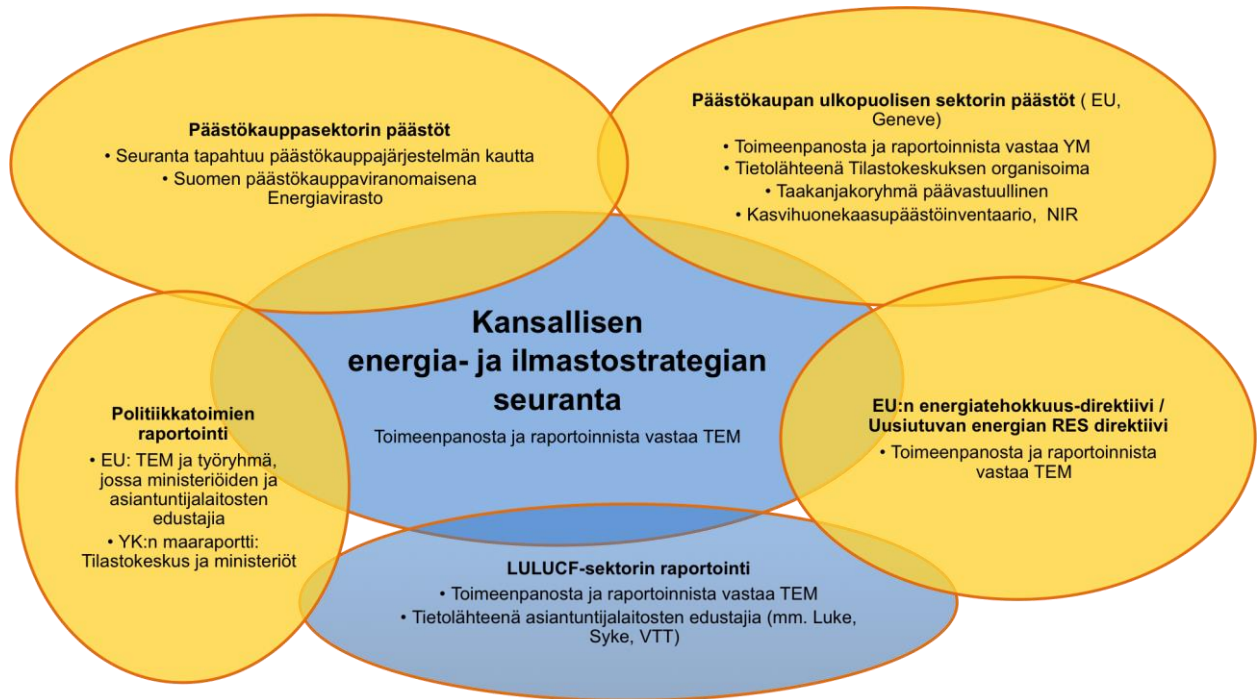 Päästökauppasektorin päästöt
• Seuranta tapahtuu päästökauppajärjestelmän kautta
• Suomen päästökauppaviranomaisena
Energiavirasto
Päästökaupan ulkopuolisen sektorin päästöt ( EU,
Geneve)
• Toimeenpanosta ja raportoinnista vastaa YM
• Tietolähteenä Tilastokeskuksen organisoima
• Taakanjakoryhmä päävastuullinen
• Kasvihuonekaasupäästöinventaario, NIR
Kansallisen
energia- ja ilmastostrategian
seuranta
Toimeenpanosta ja raportoinnista vastaa TEM
Politiikkatoimien
raportointi
• EU: TEM ja työryhmä,
jossa ministeriöiden ja
asiantuntijalaitosten
edustajia
• YK:n maaraportti:
Tilastokeskus ja ministeriöt
EU:n energiatehokkuus-direktiivi /
Uusiutuvan energian RES direktiivi
• Toimeenpanosta ja raportoinnista
vastaa TEM
LULUCF-sektorin raportointi
• Toimeenpanosta ja raportoinnista vastaa TEM
• Tietolähteenä asiantuntijalaitosten edustajia (mm. Luke,
Syke, VTT)